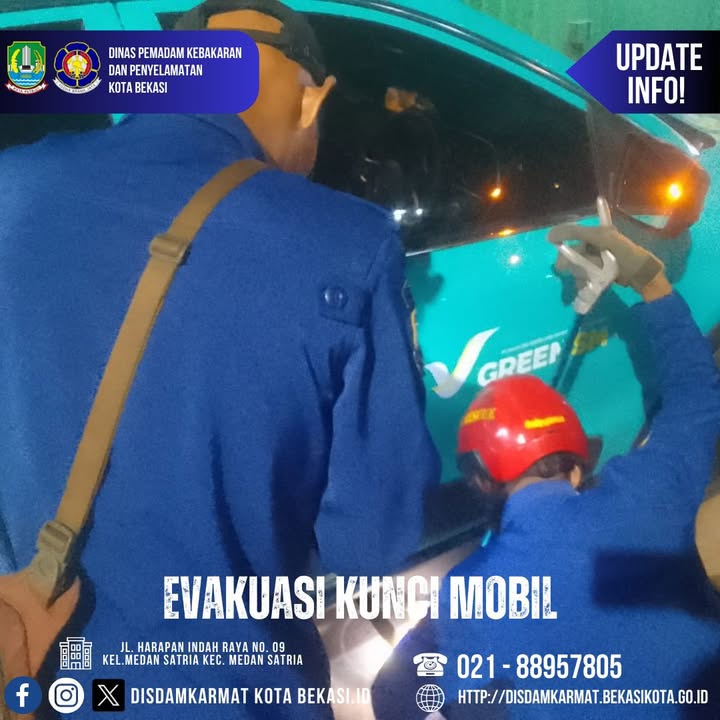 DINAS PEMADAM KEBAKARAN
DAN PENYELAMATAN
KOTA BEKASI
UPDATE
INFO!
GREEN SM
EVAKUASI KUNCI MOBIL
JL. HARAPAN INDAH RAYA NO. 09
KEL.MEDAN SATRIA KEC. MEDAN SATRIA
021 - 88957805
DISDAMKARMAT KOTA BEKASI.ID
HTTP://DISDAMKARMAT.BEKASIKOTA.GO.ID